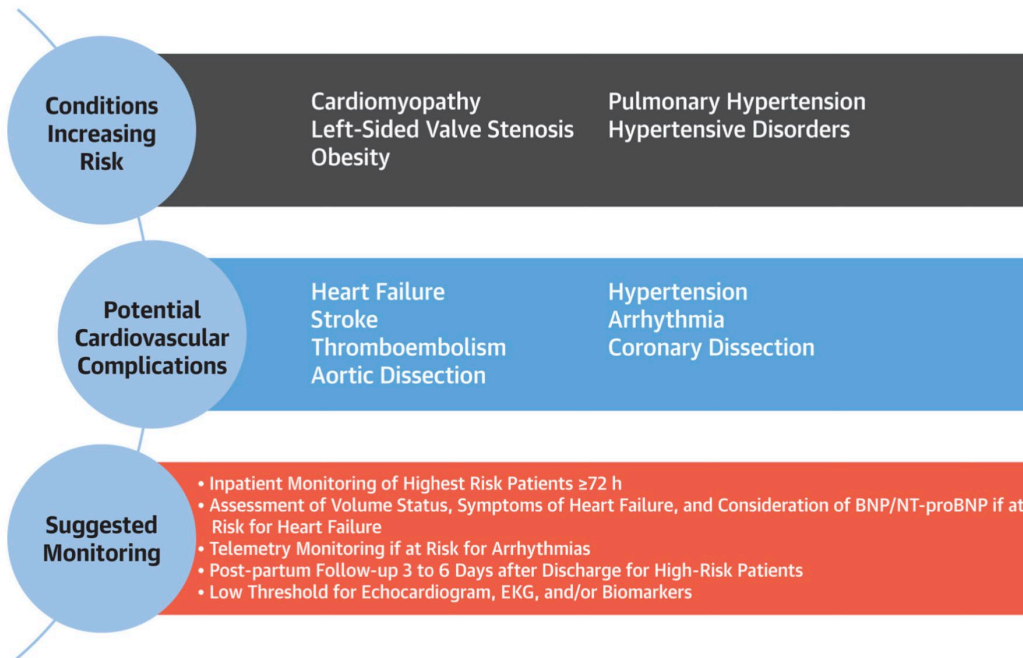 Conditions
Increasing
Risk
Cardiomyopathy
Left-Sided Valve Stenosis
Obesity
Pulmonary Hypertension
Hypertensive Disorders
Potential
Cardiovascular
Complications
Heart Failure
Stroke
Thromboembolism
Aortic Dissection
Hypertension
Arrhythmia
Coronary Dissection
Suggested
Monitoring
• Inpatient Monitoring of Highest Risk Patients ≥72 h
• Assessment of Volume Status, Symptoms of Heart Failure, and Consideration of BNP/NT-proBNP if at
Risk for Heart Failure
• Telemetry Monitoring if at Risk for Arrhythmias
• Post-partum Follow-up 3 to 6 Days after Discharge for High-Risk Patients
• Low Threshold for Echocardiogram, EKG, and/or Biomarkers